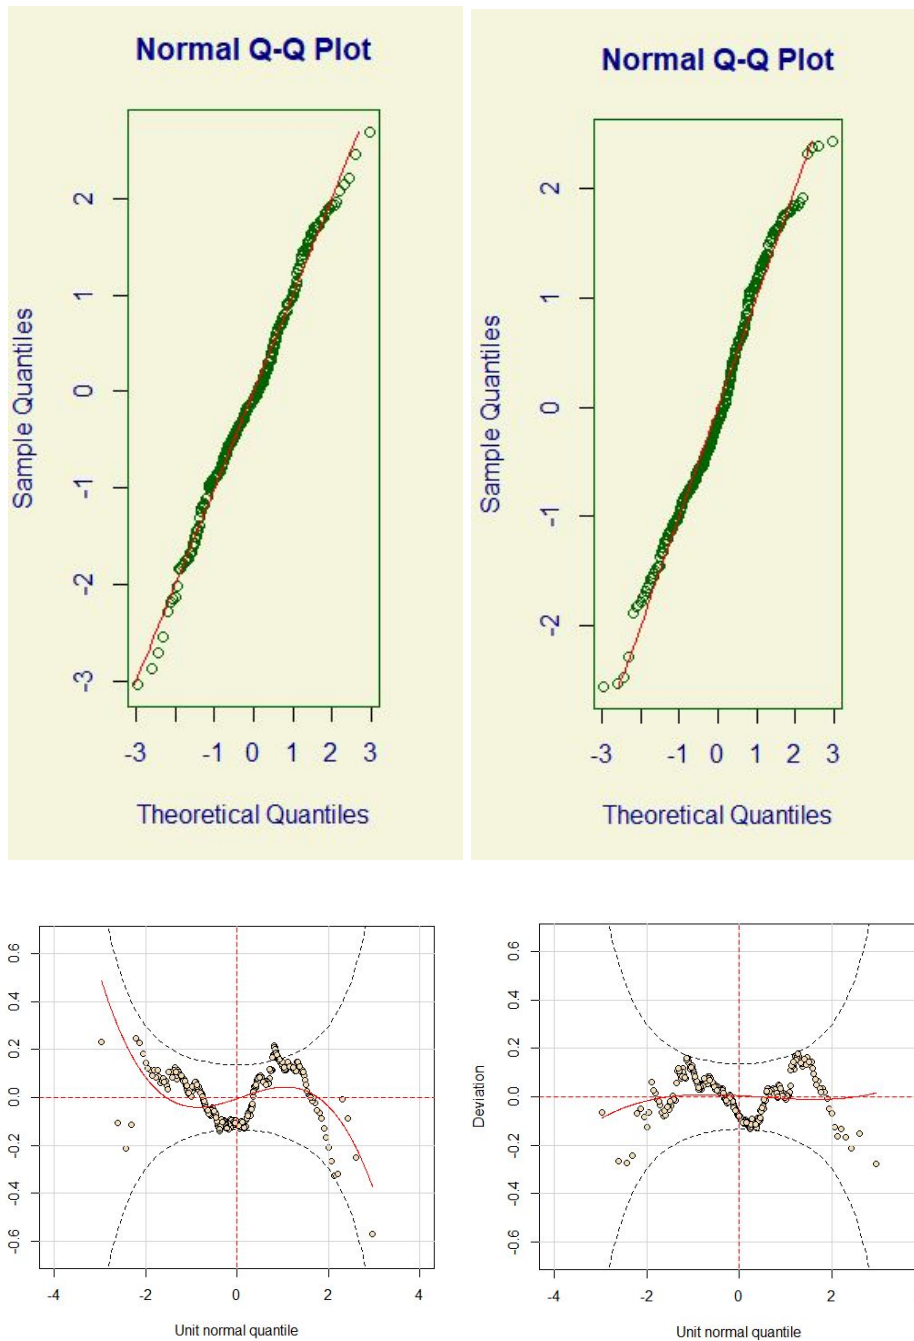 Normal Q-Q Plot
Sample Quantiles
2
1
0
-1
-2
-3
-3 -1 0 1 2 3
Theoretical Quantiles
Normal Q-Q Plot
Sample Quantiles
2
1
0
-1
-2
-3 -1 0 1 2 3
Theoretical Quantiles
0.6
0.4
0.2
0.0
-0.2
-0.4
-0.6
-4 -2 0 2 4
Unit normal quantile
Deviation
0.6
0.4
0.2
0.0
-0.2
-0.4
-0.6
-4 -2 0 2
Unit normal quantile